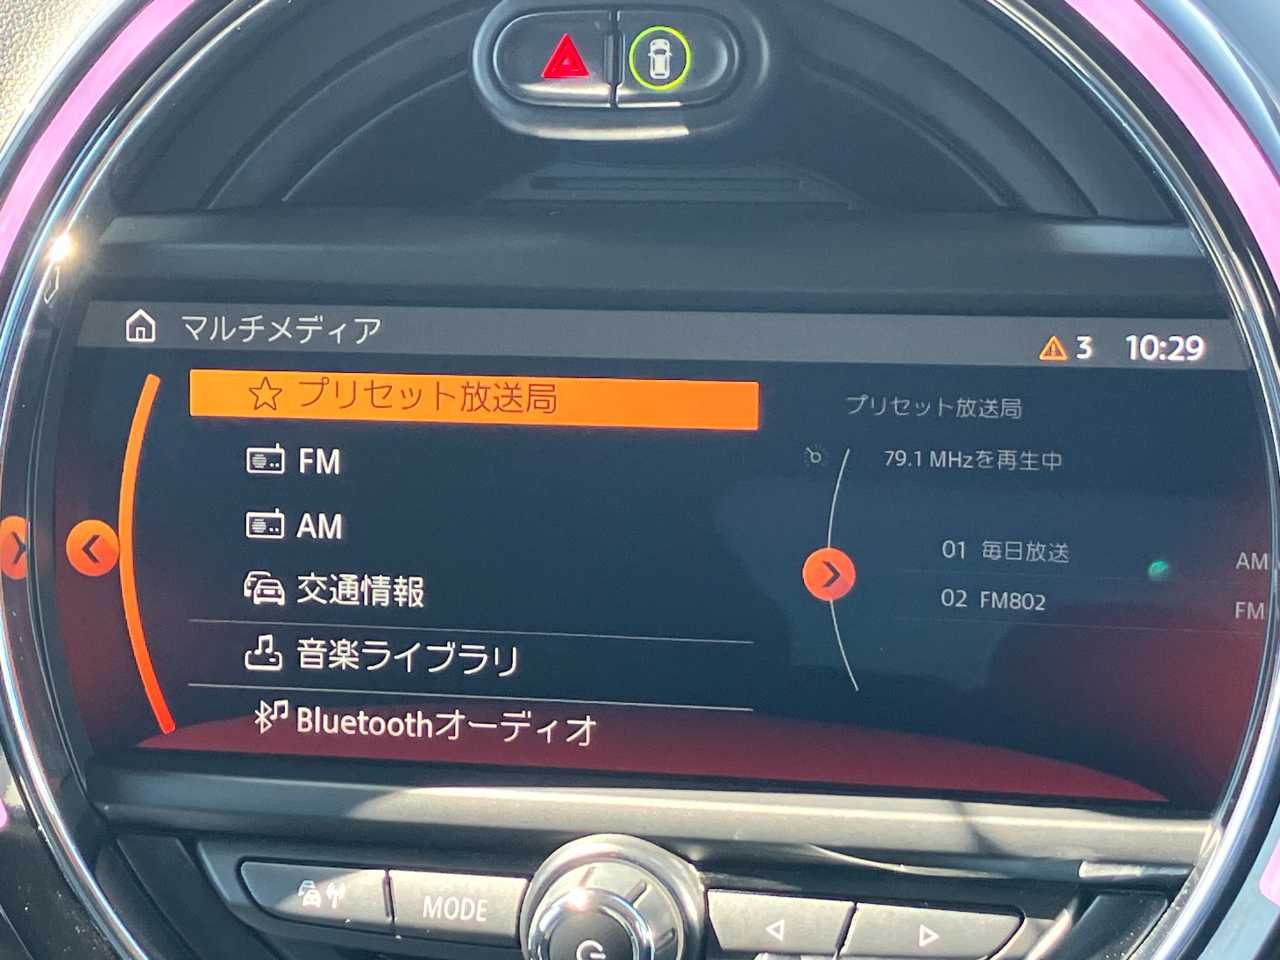 マルチメディア
3 10:29
プリセット放送局
FM
AM
交通情報
音楽ライブラリ
Bluetoothオーディオ
プリセット放送局
79.1 MHzを再生中
01 毎日放送 AM
02 FM802 FM
MODE